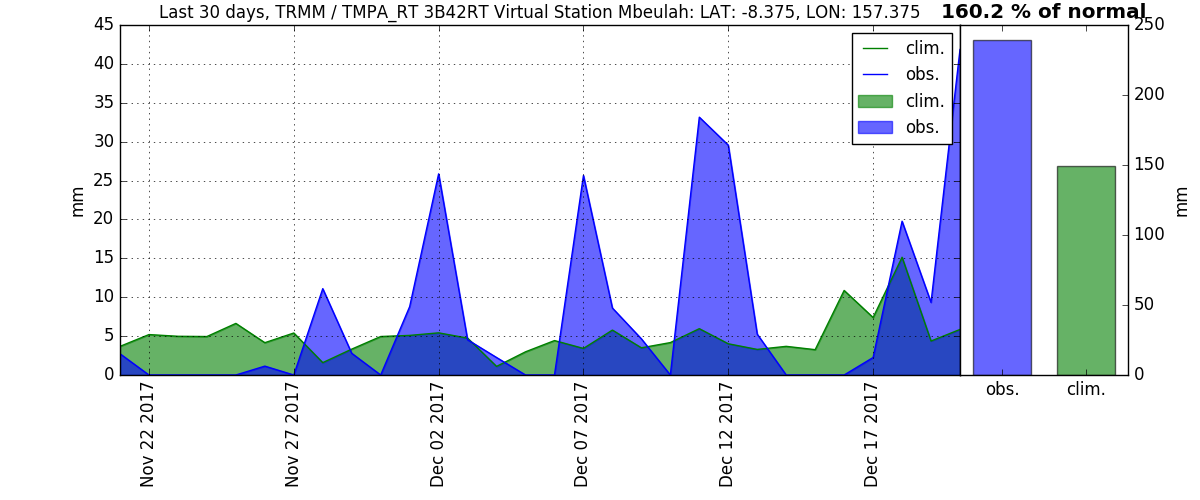 Last 30 days, TRMM / TMPA_RT 3B42RT Virtual Station Mbeulah: LAT: -8.375, LON: 157.375
160.2 % of normal
45
40
35
30
25
20
15
10
5
0
mm
clim.
obs.
clim.
obs.
Nov 22 2017
Nov 27 2017
Dec 02 2017
Dec 07 2017
Dec 12 2017
Dec 17 2017
250
200
150
100
50
0
mm
obs.
clim.